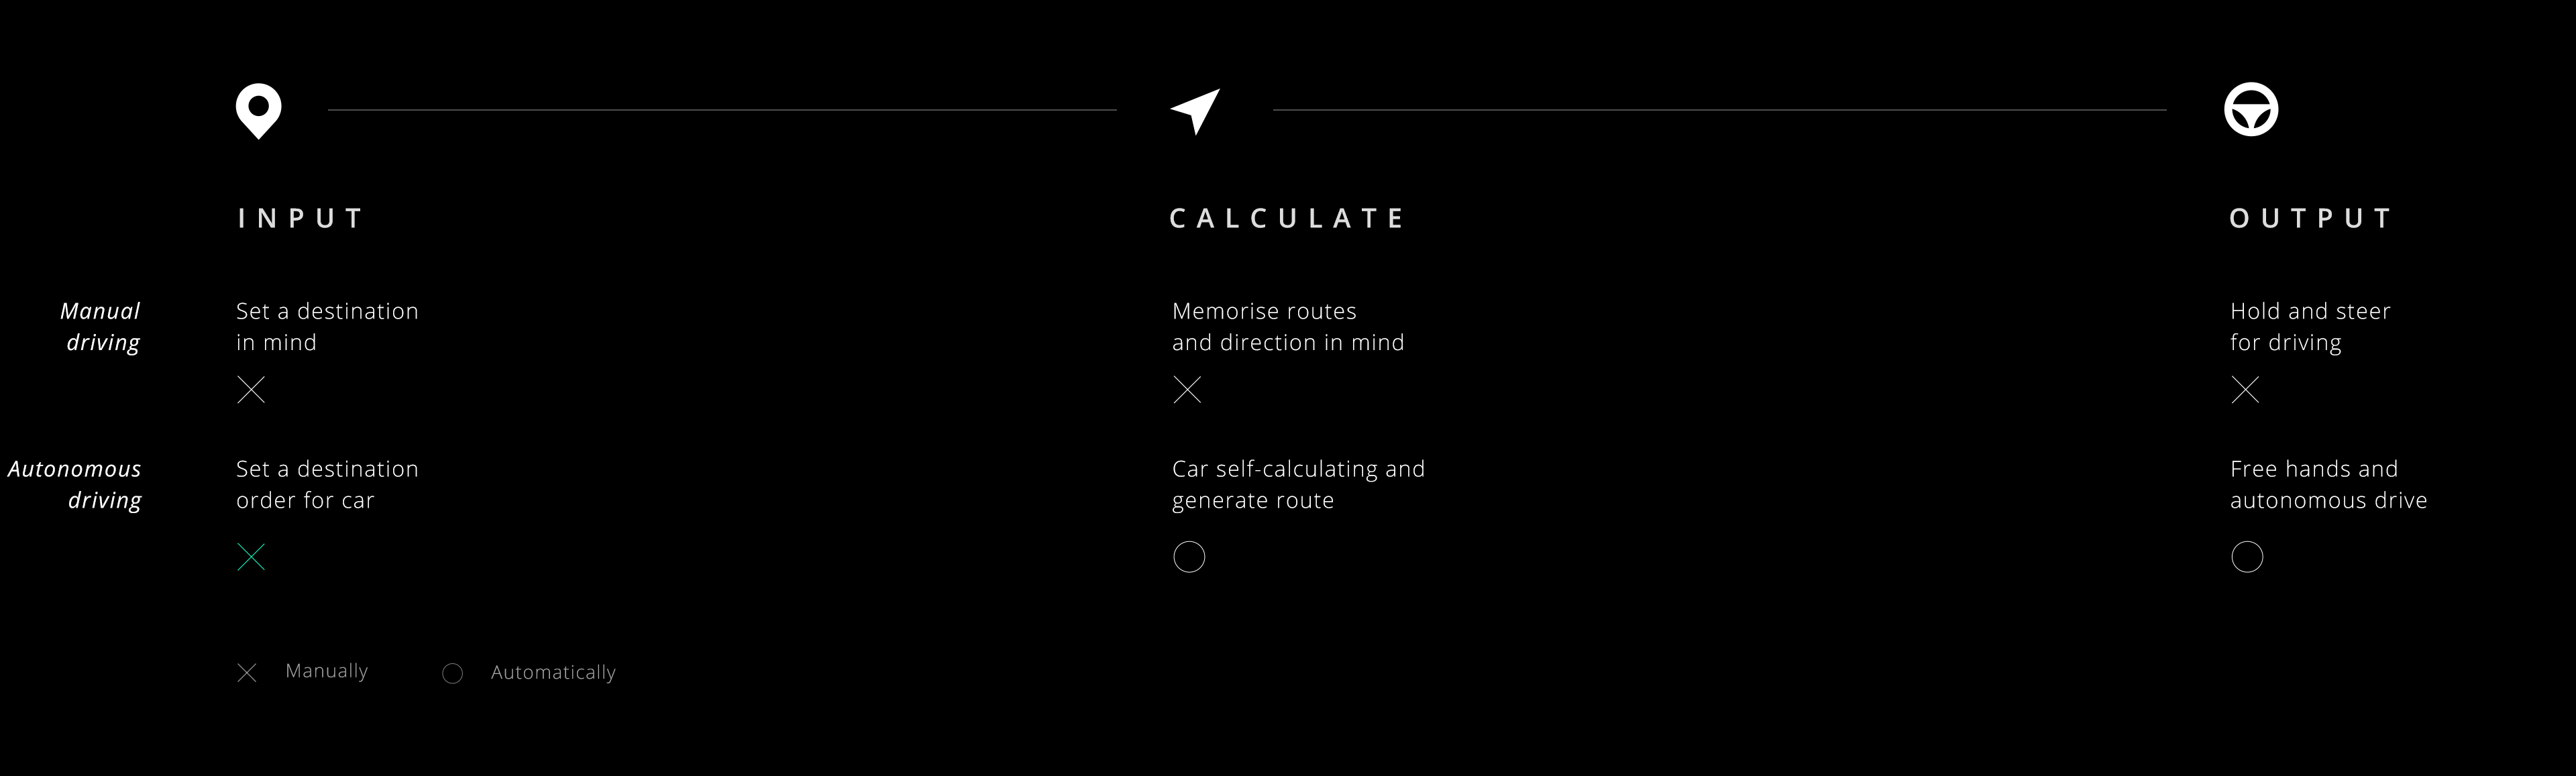 INPUT
CALCULATE
OUTPUT
Manual
driving
Set a destination
in mind
Memorise routes
and direction in mind
Hold and steer
for driving
Autonomous
driving
Set a destination
order for car
Car self-calculating and
generate route
Free hands and
autonomous drive
Manually
Automatically